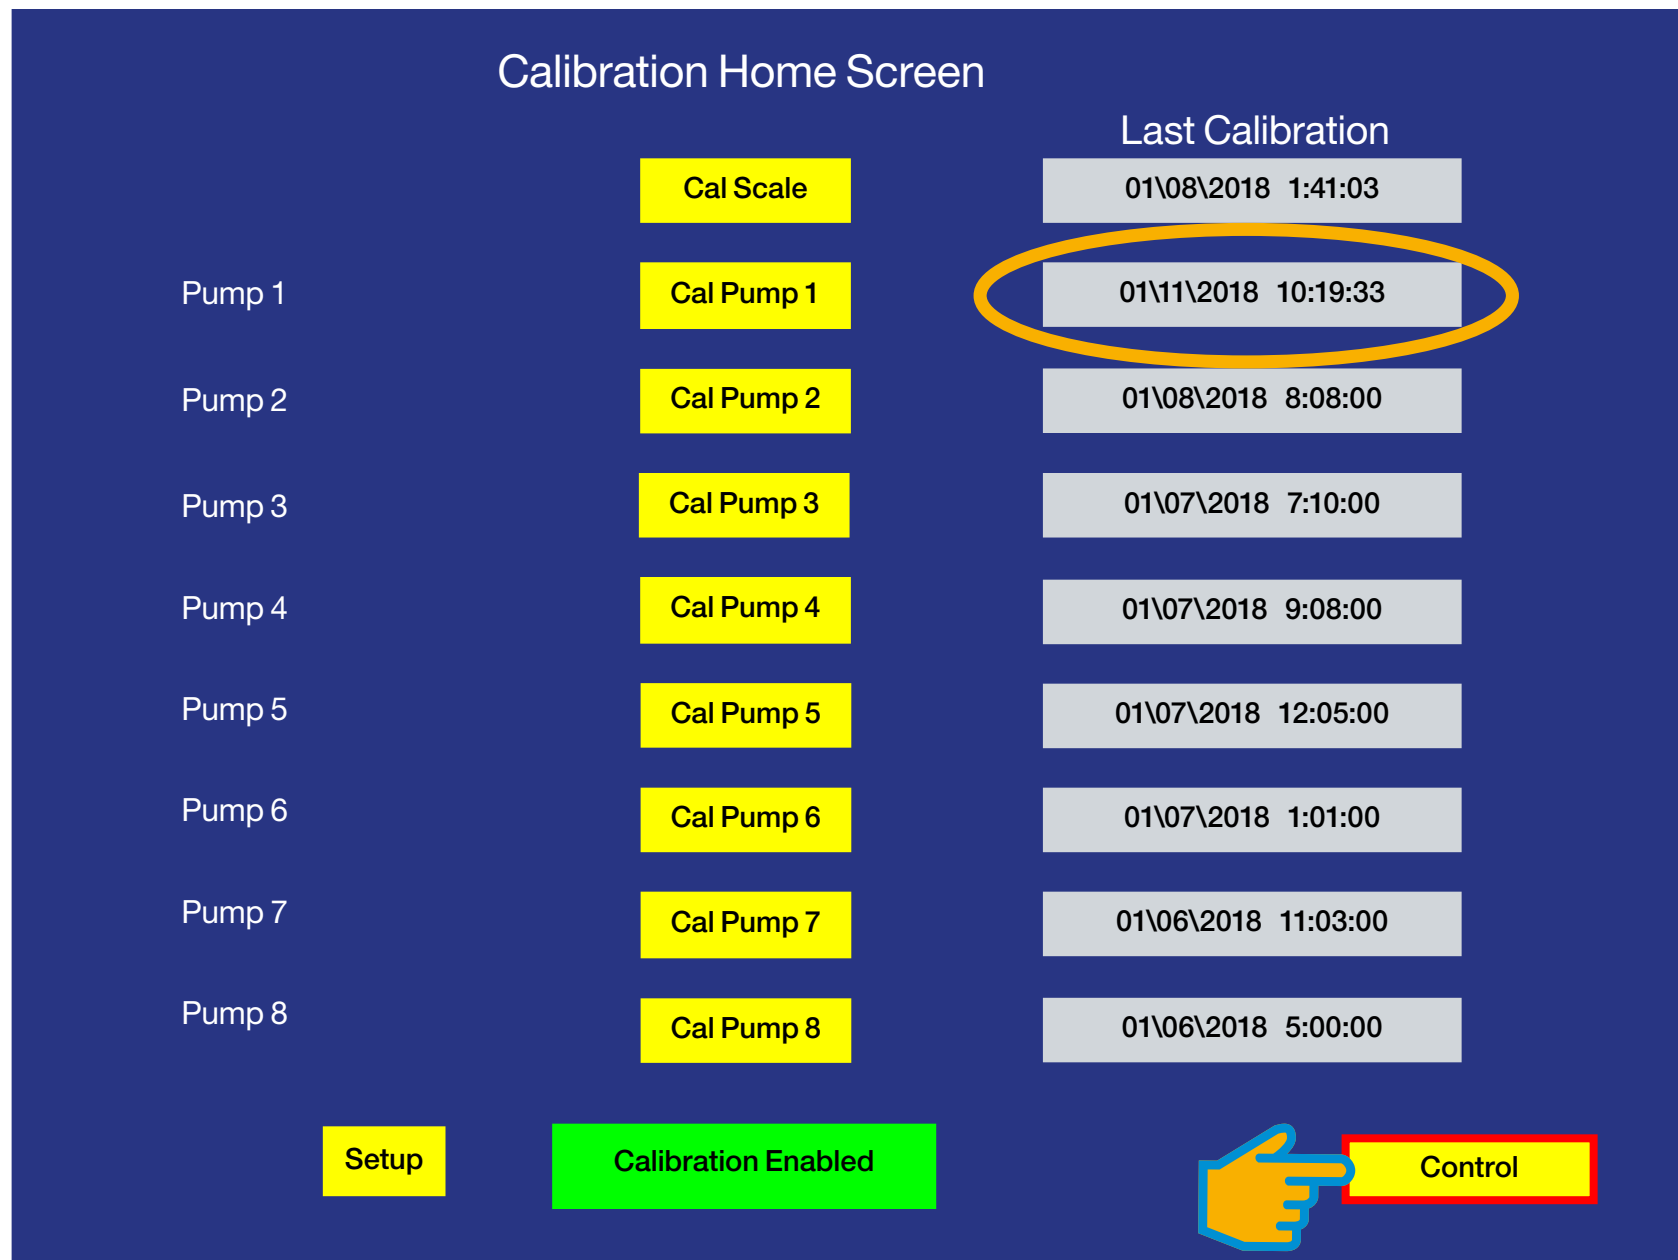 Calibration Home Screen
Last Calibration
Cal Scale 01\08\2018 1:41:03
Pump 1 Cal Pump 1 01\11\2018 10:19:33
Pump 2 Cal Pump 2 01\08\2018 8:08:00
Pump 3 Cal Pump 3 01\07\2018 7:10:00
Pump 4 Cal Pump 4 01\07\2018 9:08:00
Pump 5 Cal Pump 5 01\07\2018 12:05:00
Pump 6 Cal Pump 6 01\07\2018 1:01:00
Pump 7 Cal Pump 7 01\06\2018 11:03:00
Pump 8 Cal Pump 8 01\06\2018 5:00:00
Setup Calibration Enabled Control